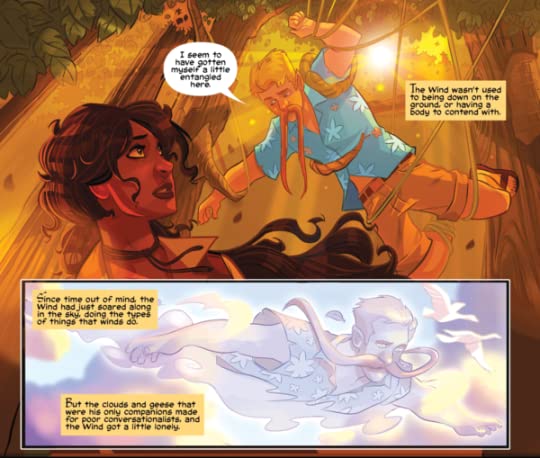 I seem to
have gotten
myself a little
entangled
here.
The Wind wasn't used
to being down on the
ground, or having a
body to contend with.
Since time out of mind, the
Wind had just soared along
in the sky, doing the types
of things that winds do.
But the clouds and geese that
were his only companions made
for poor conversationalists, and
the Wind got a little lonely.